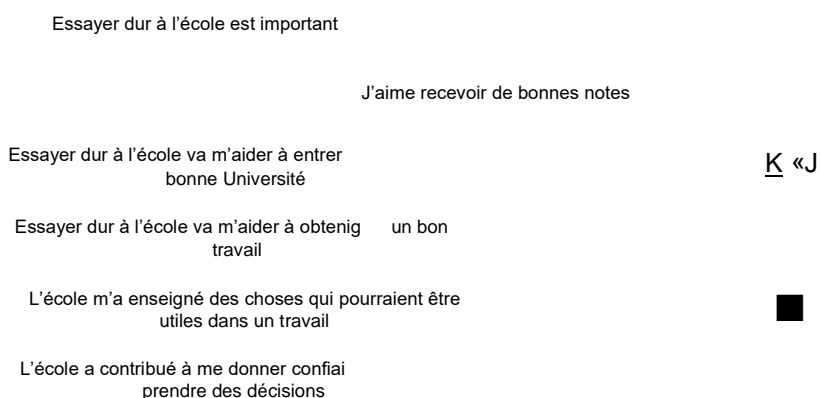 Essayer dur à l’école est important
J’aime recevoir de bonnes notes
Essayer dur à l’école va m’aider à entrer
bonne Université
K «J
Essayer dur à l’école va m’aider à obtenig un bon
travail
L’école m’a enseigné des choses qui pourraient être
utiles dans un travail
L’école a contribué à me donner confiai
prendre des décisions